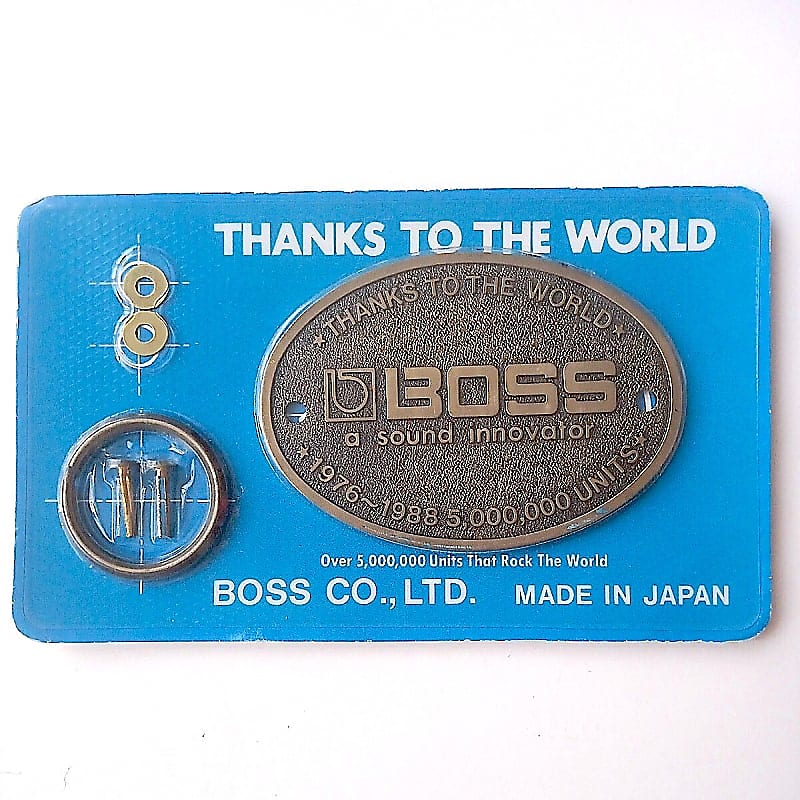 THANKS TO THE WORLD
★THANKS TO THE WORLD★
BOSS
a sound innovator
★1976~1988 5,000,000 UNITS★
Over 5,000,000 Units That Rock The World
BOSS CO., LTD. MADE IN JAPAN